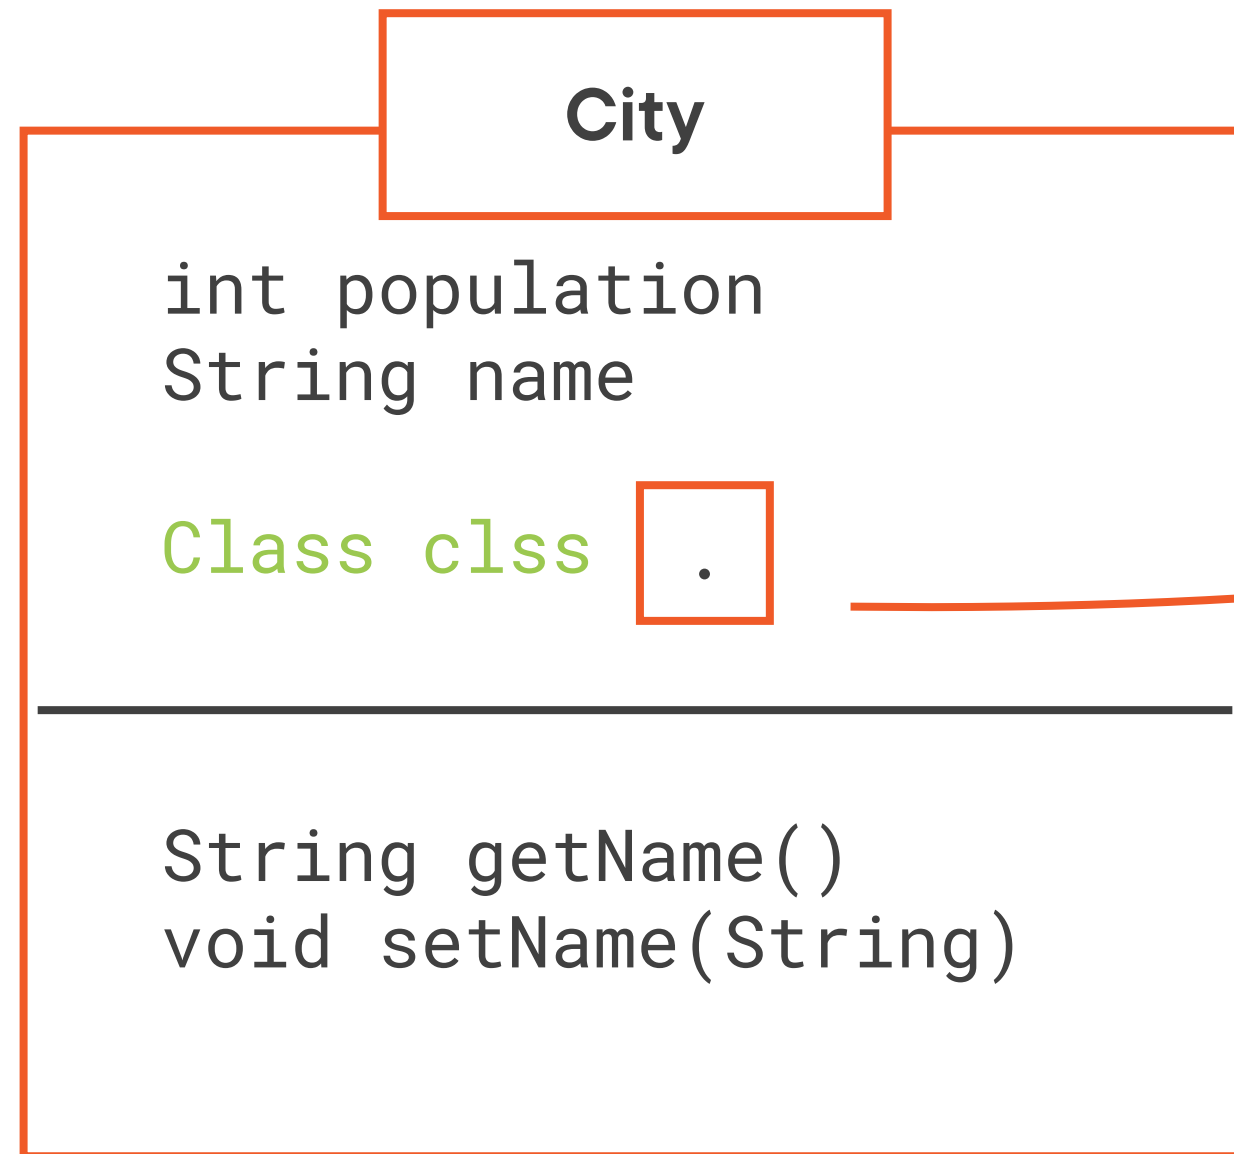 City
int population
String name
Class clss .
String getName()
void setName(String)